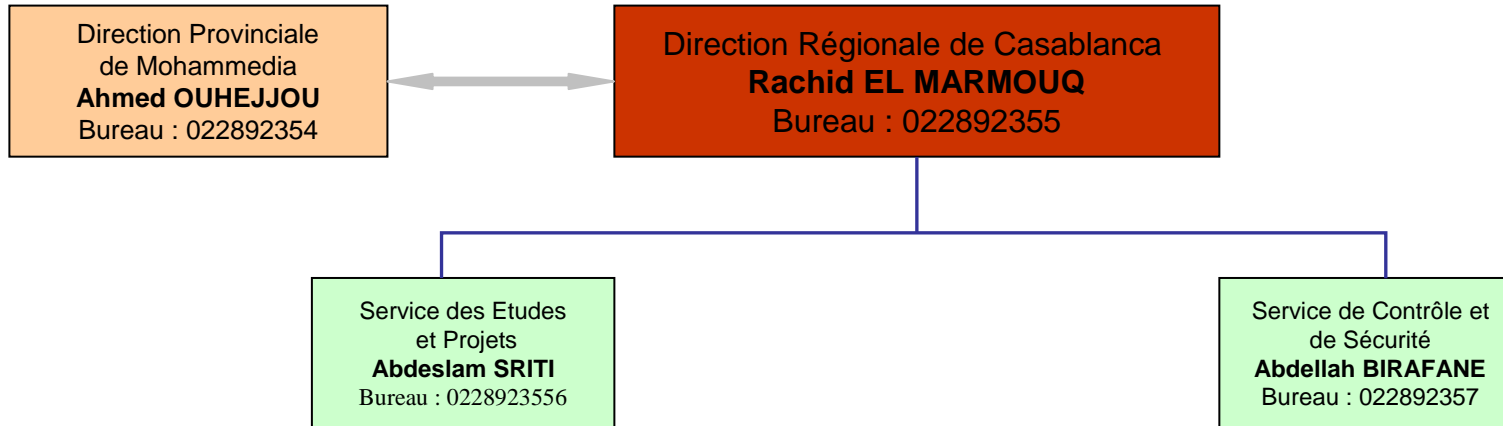 Direction Provinciale
de Mohammedia
Ahmed OUHEJJOU
Bureau : 022892354
Direction Régionale de Casablanca
Rachid EL MARMOUQ
Bureau : 022892355
Service des Etudes
et Projets
Abdeslam SRITI
Bureau : 0228923556
Service de Contrôle et
de Sécurité
Abdellah BIRAFANE
Bureau : 022892357